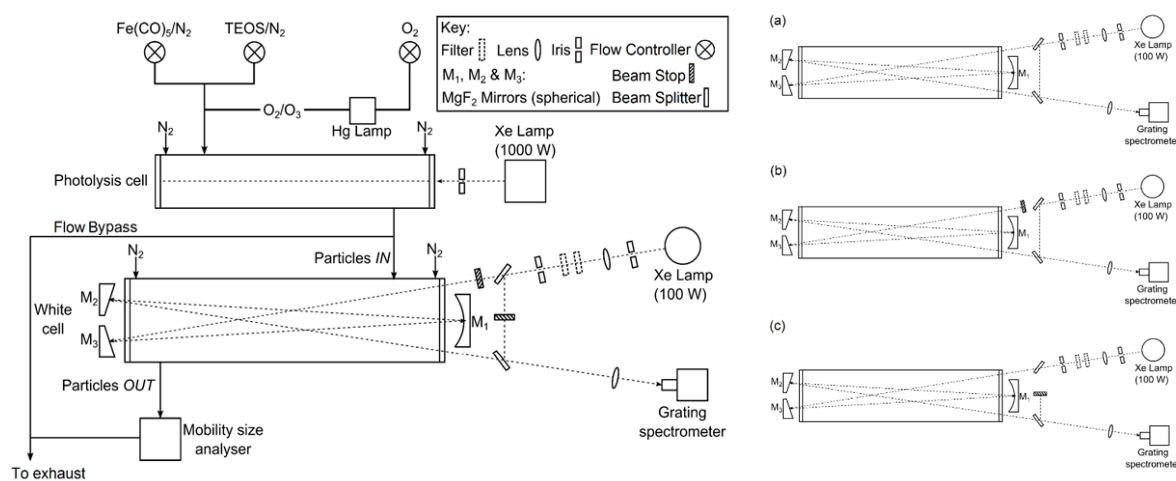 Fe(CO)5/N2
TEOS/N2
O2
Key:
Filter Lens Iris Flow Controller
M1, M2 & M3: Beam Stop
MgF2 Mirrors (spherical) Beam Splitter
O2/O3
Hg Lamp
N2
N2
Xe Lamp
(1000 W)
Photolysis cell
Flow Bypass
N2
Particles IN
N2
Xe Lamp
(100 W)
M2
White
cell
M1
M3
Particles OUT
Mobility size
analyser
Grating
spectrometer
To exhaust
(a)
M2
M3
M1
Xe Lamp
(100 W)
Grating
spectrometer
(b)
M2
M3
M1
Xe Lamp
(100 W)
Grating
spectrometer
(c)
M2
M3
M1
Xe Lamp
(100 W)
Grating
spectrometer